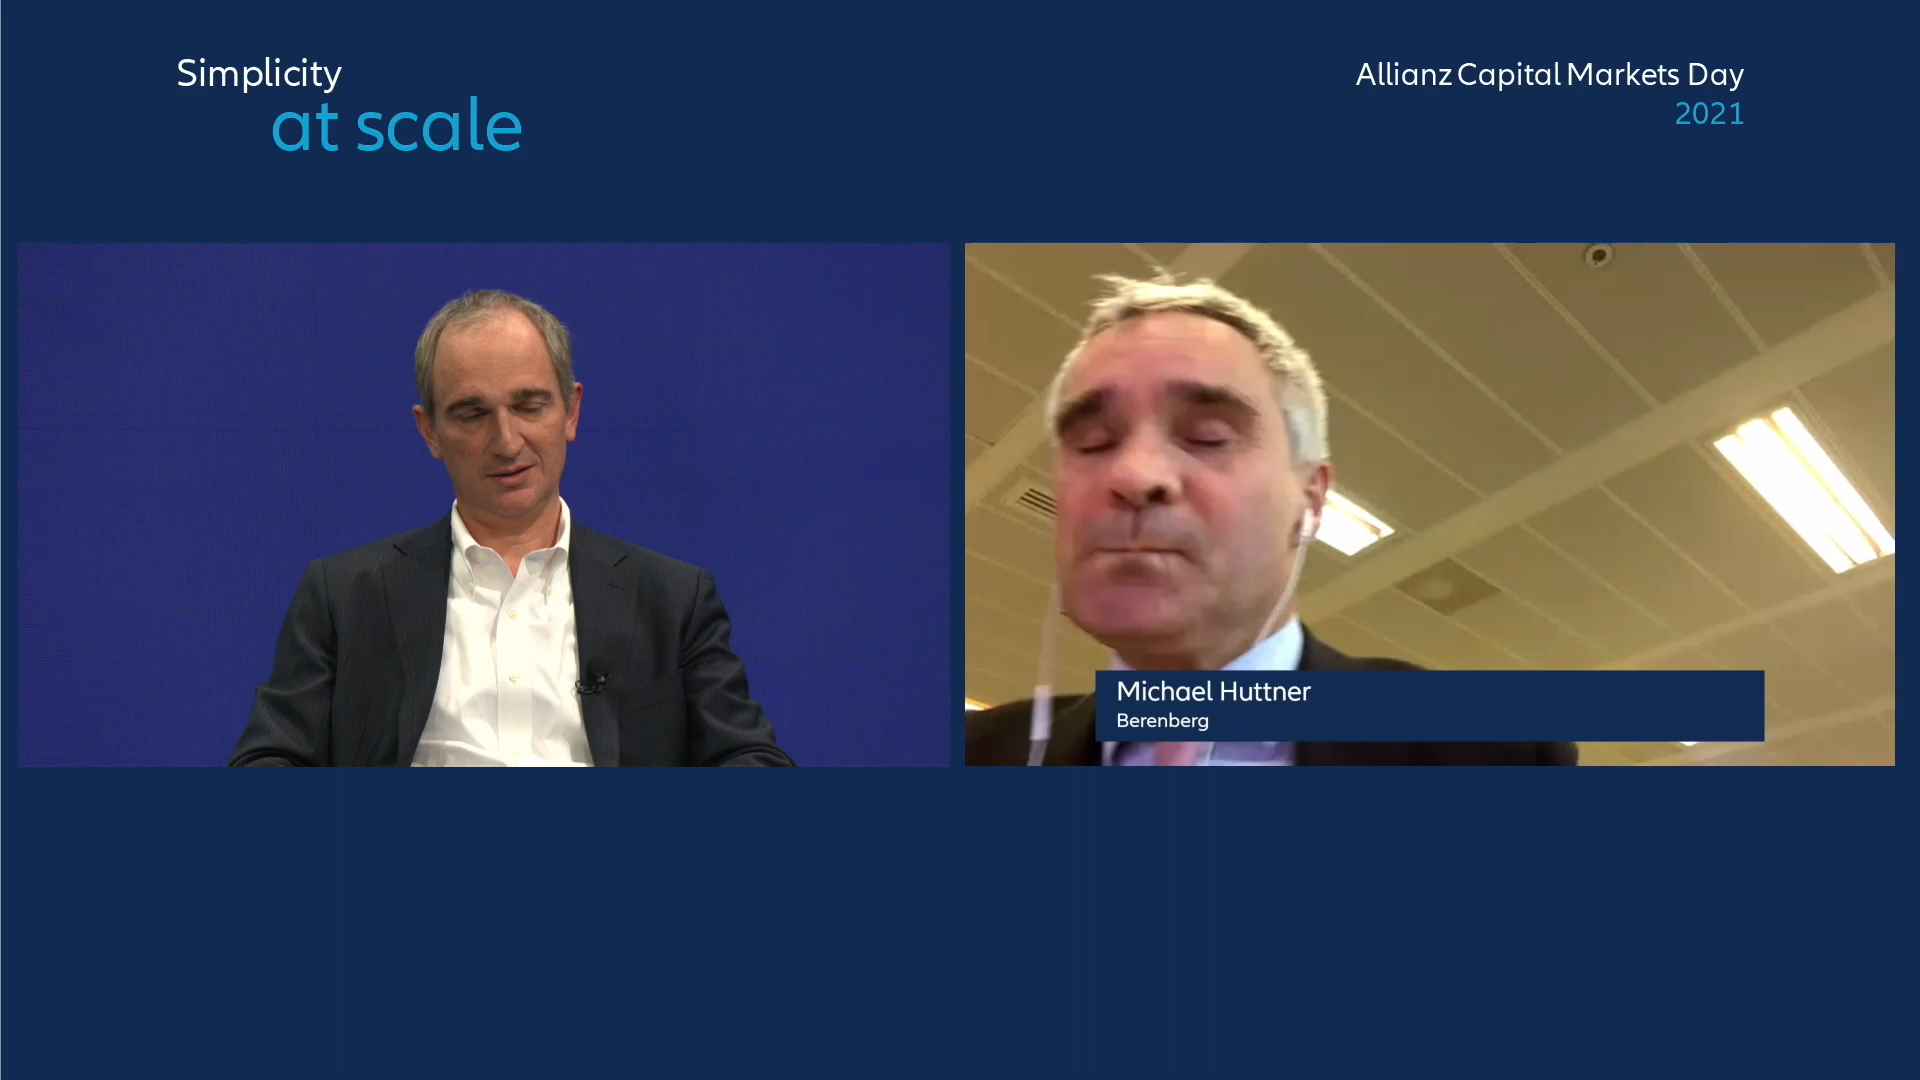 Simplicity
at scale
Allianz Capital Markets Day
2021
Michael Huttner
Berenberg